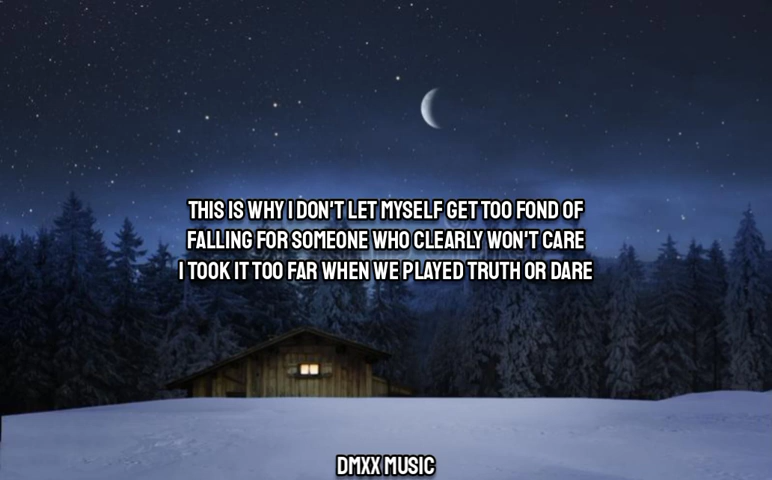 THIS IS WHY I DON'T LET MYSELF GET TOO FOND OF
FALLING FOR SOMEONE WHO CLEARLY WON'T CARE
I TOOK IT TOO FAR WHEN WE PLAYED TRUTH OR DARE
DMXX MUSIC